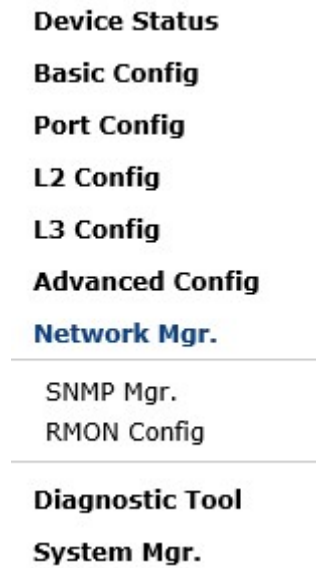 Device Status
Basic Config
Port Config
L2 Config
L3 Config
Advanced Config
Network Mgr.
SNMP Mgr.
RMON Config
Diagnostic Tool
System Mgr.